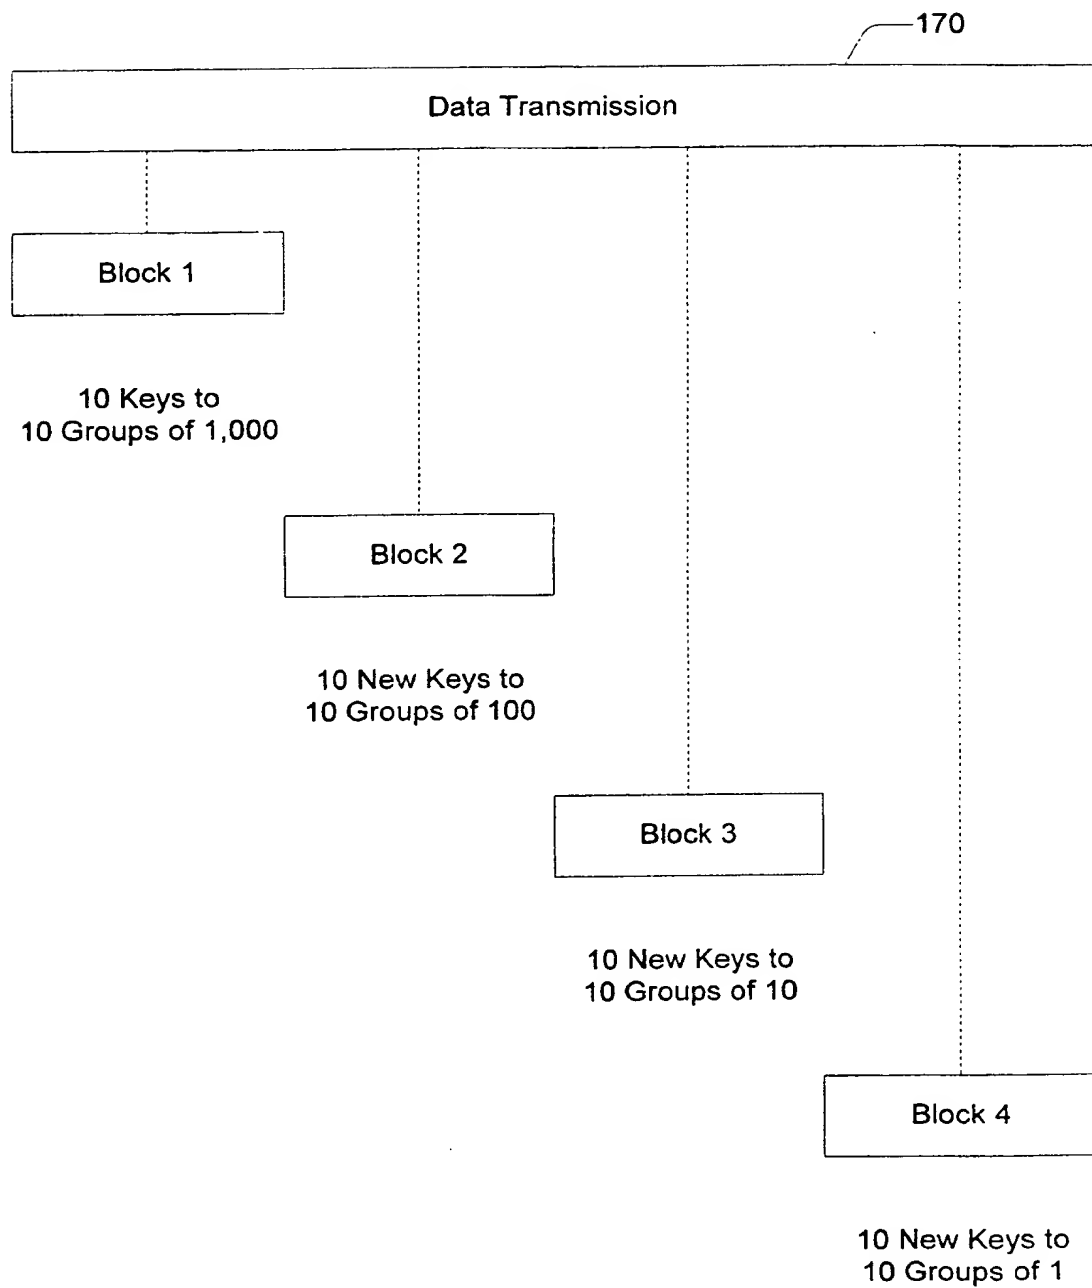 170
Data Transmission
Block 1
10 Keys to
10 Groups of 1,000
Block 2
10 New Keys to
10 Groups of 100
Block 3
10 New Keys to
10 Groups of 10
Block 4
10 New Keys to
10 Groups of 1